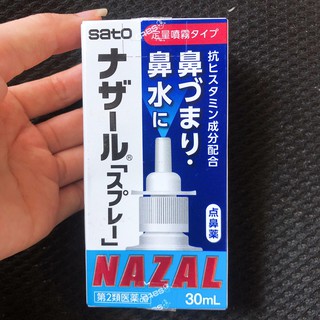 sato
定量噴霧タイプ
抗ヒスタミン成分配合
鼻づまり・
鼻水に
ナザール®「スプレー」
点鼻薬
NAZAL
第2類医薬品
30mL